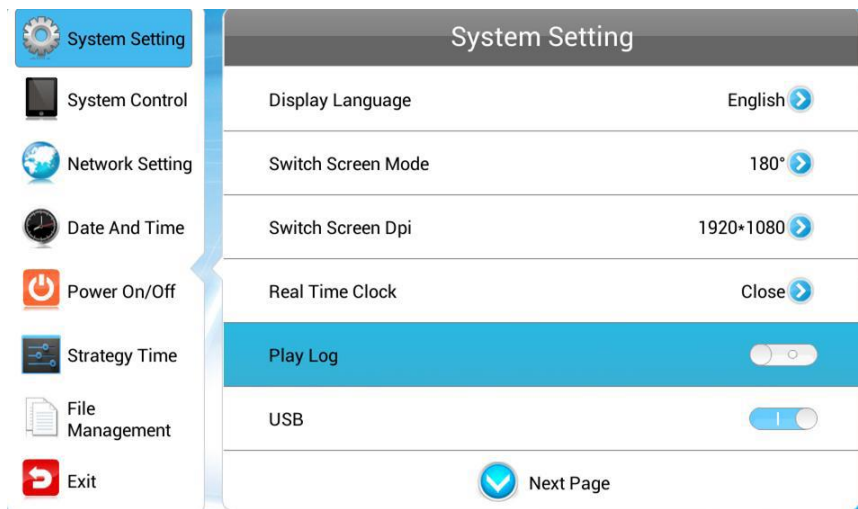 System Setting
System Control
Network Setting
Date And Time
Power On/Off
Strategy Time
File
Management
Exit
System Setting
Display Language English
Switch Screen Mode 180°
Switch Screen Dpi 1920*1080
Real Time Clock Close
Play Log
USB
Next Page